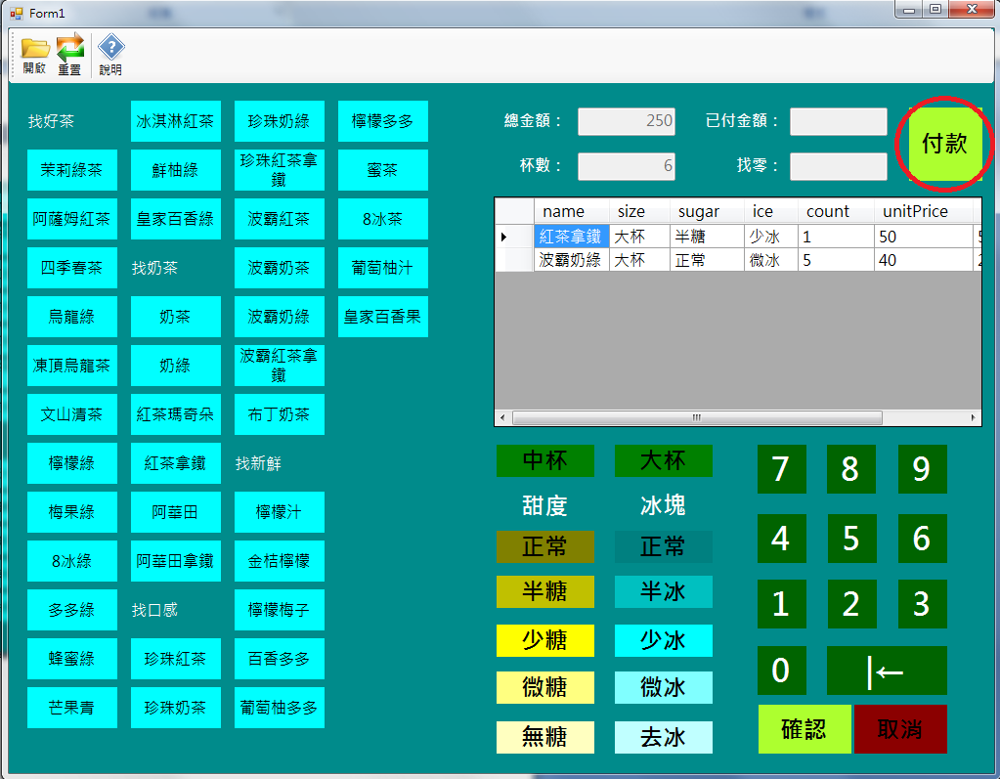 Form1
開啟 重置 說明
找好茶
茉莉綠茶
阿薩姆紅茶
四季春茶
烏龍綠
凍頂烏龍茶
文山清茶
檸檬綠
梅果綠
8冰綠
多多綠
蜂蜜綠
芒果青
冰淇淋紅茶
鮮柚綠
皇家百香綠
找奶茶
奶茶
奶綠
紅茶瑪奇朵
紅茶拿鐵
阿華田
阿華田拿鐵
找口感
珍珠紅茶
珍珠奶茶
珍珠奶綠
珍珠紅茶拿
鐵
波霸紅茶
波霸奶茶
波霸奶綠
波霸紅茶拿
鐵
布丁奶茶
找新鮮
檸檬汁
金桔檸檬
檸檬梅子
百香多多
葡萄柚多多
檸檬多多
蜜茶
8冰茶
葡萄柚汁
皇家百香果
總金額： 250 已付金額：
杯數： 6 找零：
付款
name size sugar ice count unitPrice
紅茶拿鐵 大杯 半糖 少冰 1 50
波霸奶綠 大杯 正常 微冰 5 40
中杯 大杯
甜度 冰塊
正常 正常
半糖 半冰
少糖 少冰
微糖 微冰
無糖 去冰
7 8 9
4 5 6
1 2 3
0 |←
確認 取消